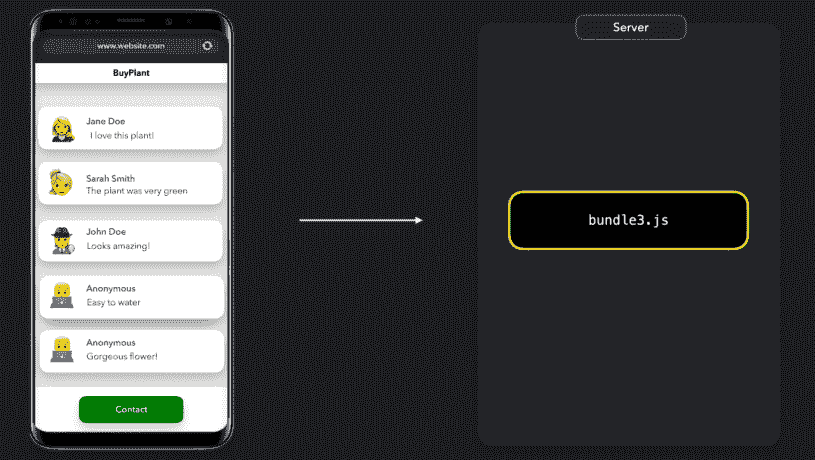 www.website.com
BuyPlant
Jane Doe
I love this plant!
Sarah Smith
The plant was very green
John Doe
Looks amazing!
Anonymous
Easy to water
Anonymous
Gorgeous flower!
Contact
Server
bundle3.js